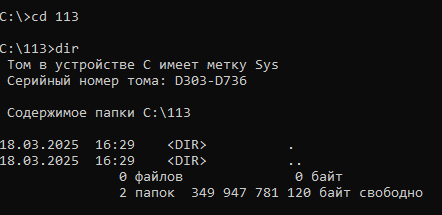 C:\>cd 113
C:\113>dir
Том в устройстве C имеет метку Sys
Серийный номер тома: D303-D736
Содержимое папки C:\113
18.03.2025  16:29    <DIR>          .
18.03.2025  16:29    <DIR>          ..
0 файлов              0 байт
2 папок  349 947 781 120 байт свободно